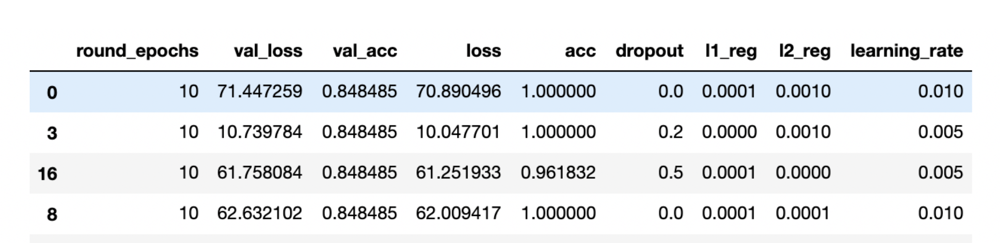 round_epochs val_loss val_acc loss acc dropout l1_reg l2_reg learning_rate
0 10 71.447259 0.848485 70.890496 1.000000 0.0 0.0001 0.0010 0.010
3 10 10.739784 0.848485 10.047701 1.000000 0.2 0.0000 0.0010 0.005
16 10 61.758084 0.848485 61.251933 0.961832 0.5 0.0001 0.0000 0.005
8 10 62.632102 0.848485 62.009417 1.000000 0.0 0.0001 0.0001 0.010